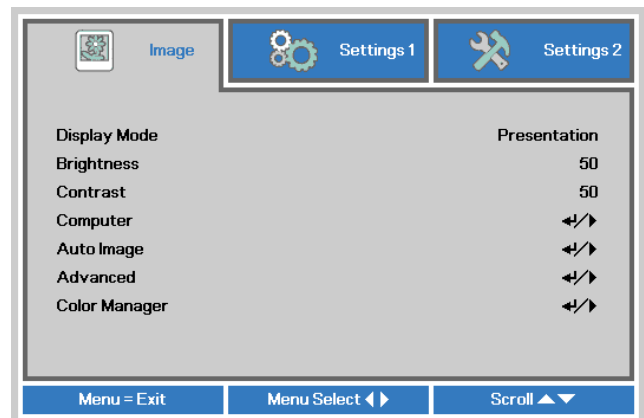 Image Settings 1 Settings 2
Display Mode Presentation
Brightness 50
Contrast 50
Computer ↵/▶
Auto Image ↵/▶
Advanced ↵/▶
Color Manager ↵/▶
Menu = Exit Menu Select ◀▶ Scroll ▲▼